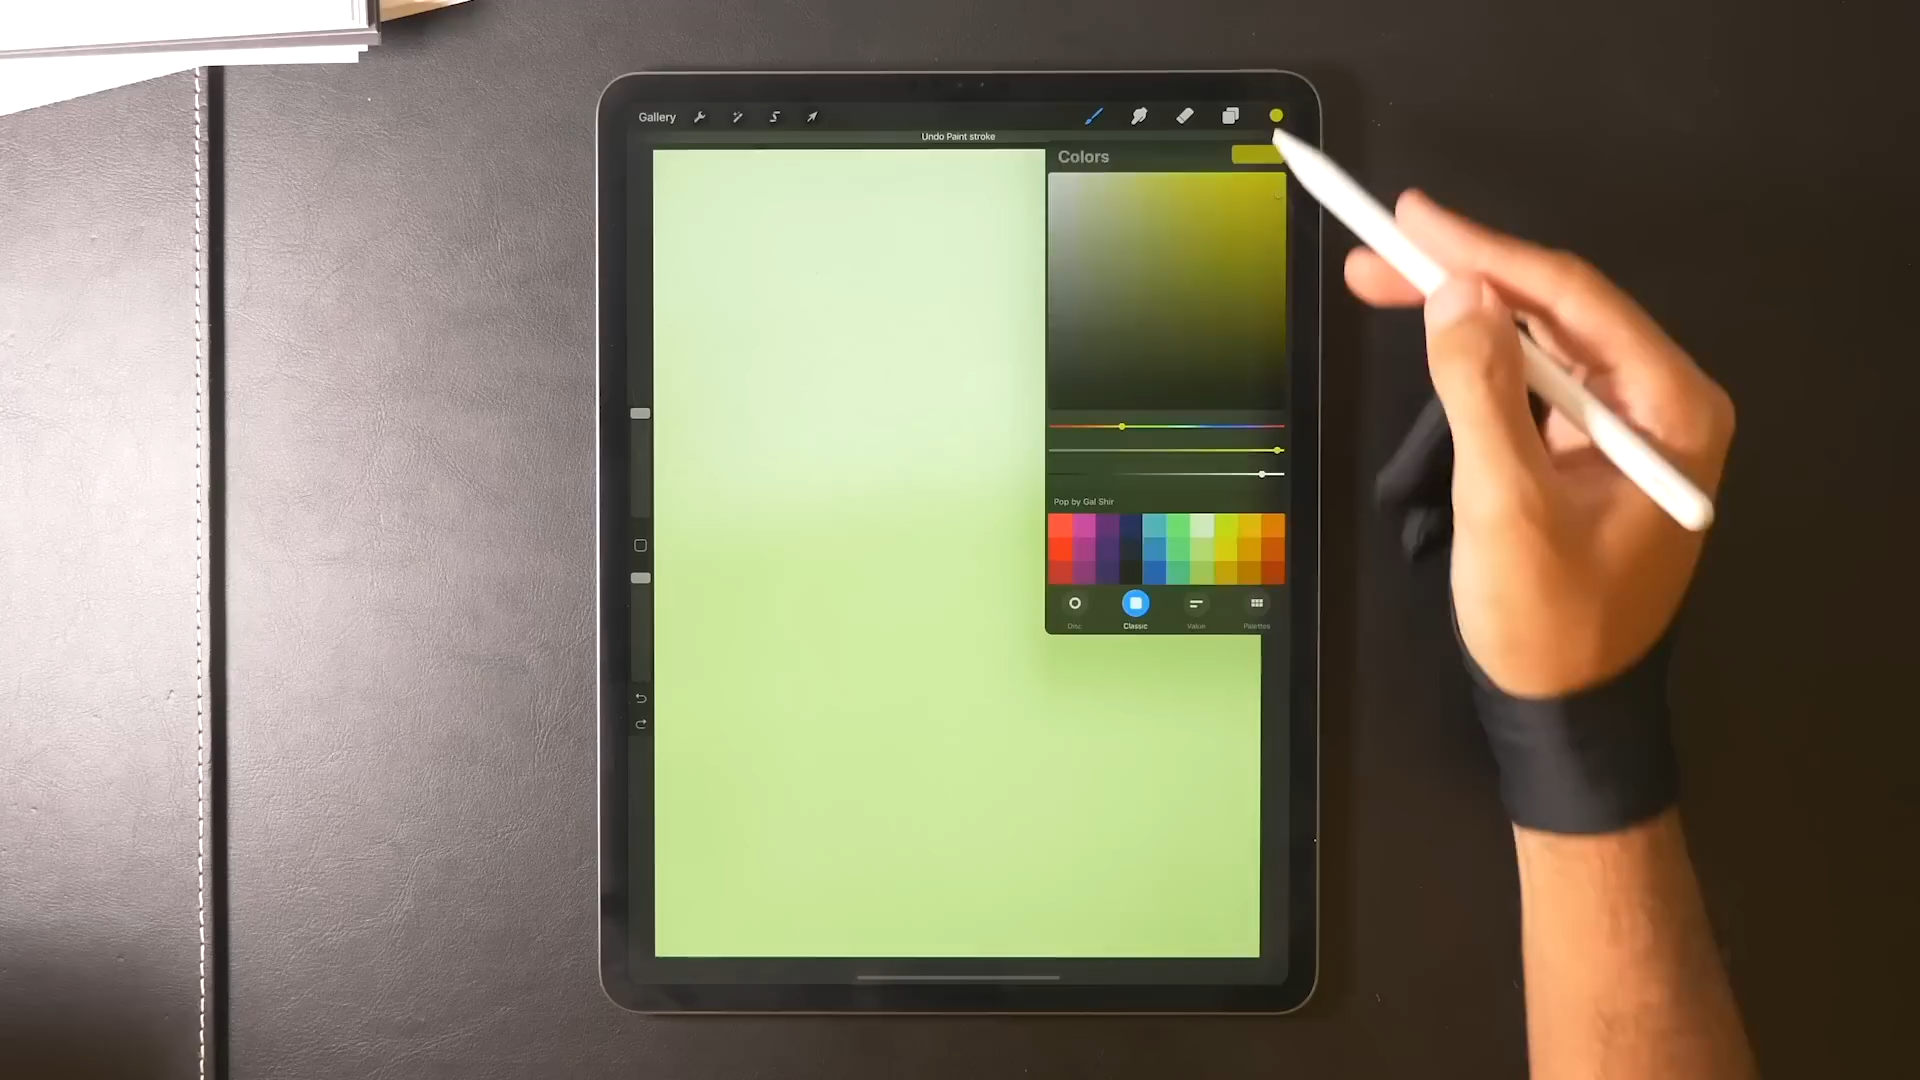 Gallery
Undo Paint stroke
Colors
Pop by Gal Shir
Disc
Classic
Value
Palettes